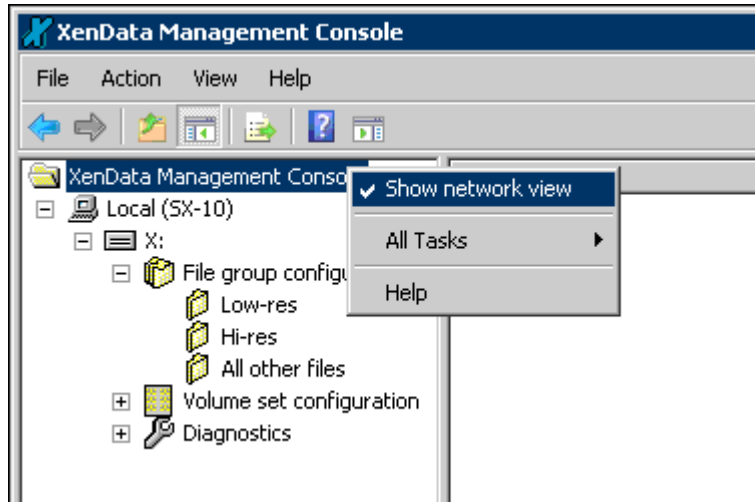 XenData Management Console
File Action View Help
XenData Management Conso
Show network view
Local (SX-10)
All Tasks
X:
File group configu
Help
Low-res
Hi-res
All other files
Volume set configuration
Diagnostics